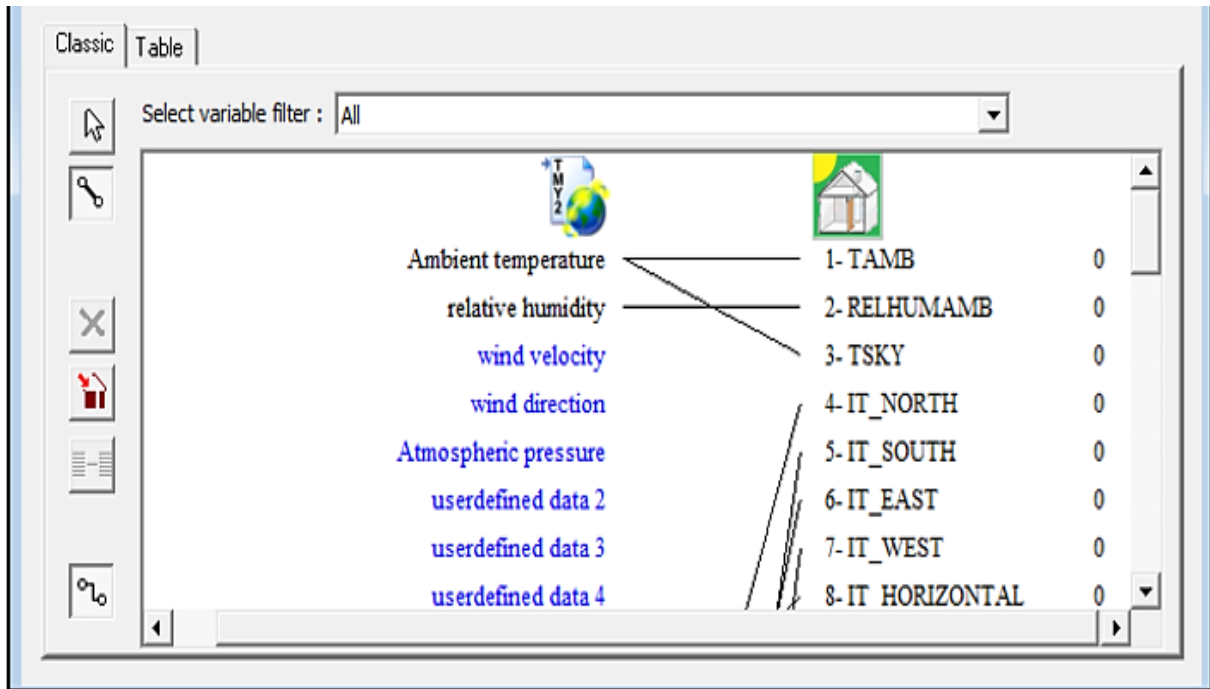 Classic Table
Select variable filter : All
TMY2
Ambient temperature 1- TAMB 0
relative humidity 2- RELHUMAMB 0
wind velocity 3- TSKY 0
wind direction 4- IT_NORTH 0
Atmospheric pressure 5- IT_SOUTH 0
userdefined data 2 6- IT_EAST 0
userdefined data 3 7- IT_WEST 0
userdefined data 4 8- IT_HORIZONTAL 0